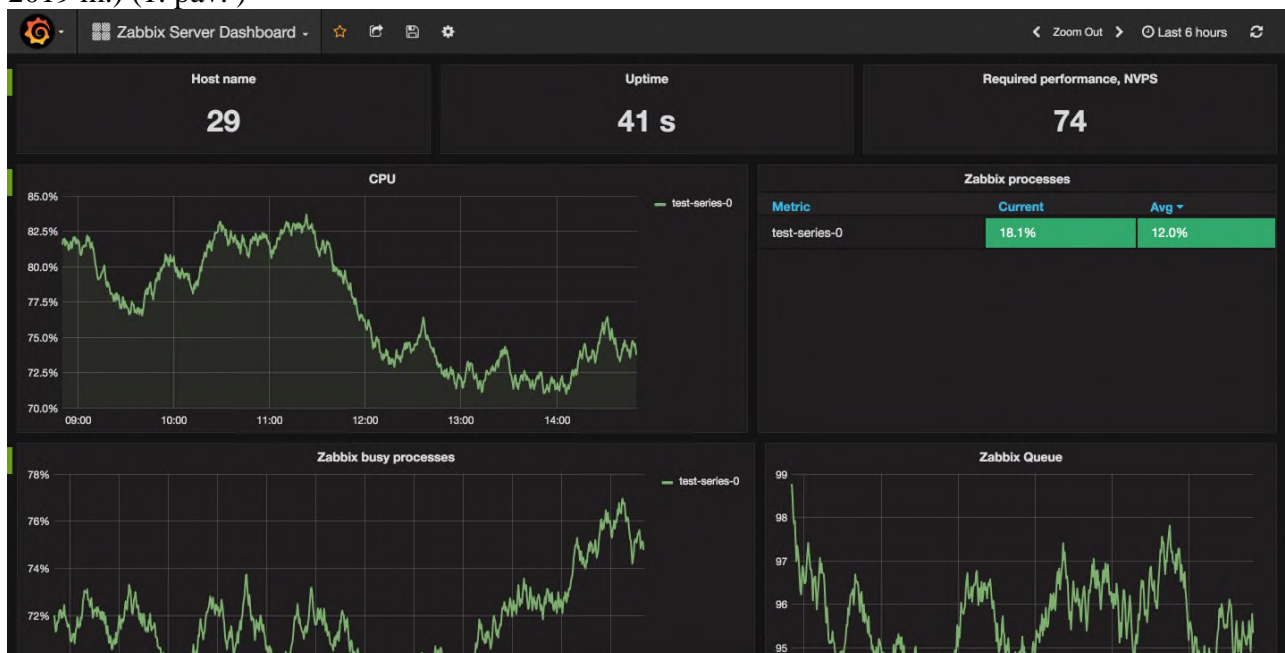 2019 m.) (1. pav. )
Zabbix Server Dashboard
Zoom Out
Last 6 hours
Host name
29
Uptime
41 s
Required performance, NVPS
74
CPU
85.0%
82.5%
80.0%
77.5%
75.0%
72.5%
70.0%
09:00 10:00 11:00 12:00 13:00 14:00
test-series-0
Zabbix processes
Metric Current Avg
test-series-0 18.1% 12.0%
Zabbix busy processes
78%
76%
74%
72%
test-series-0
Zabbix Queue
99
98
97
96
95